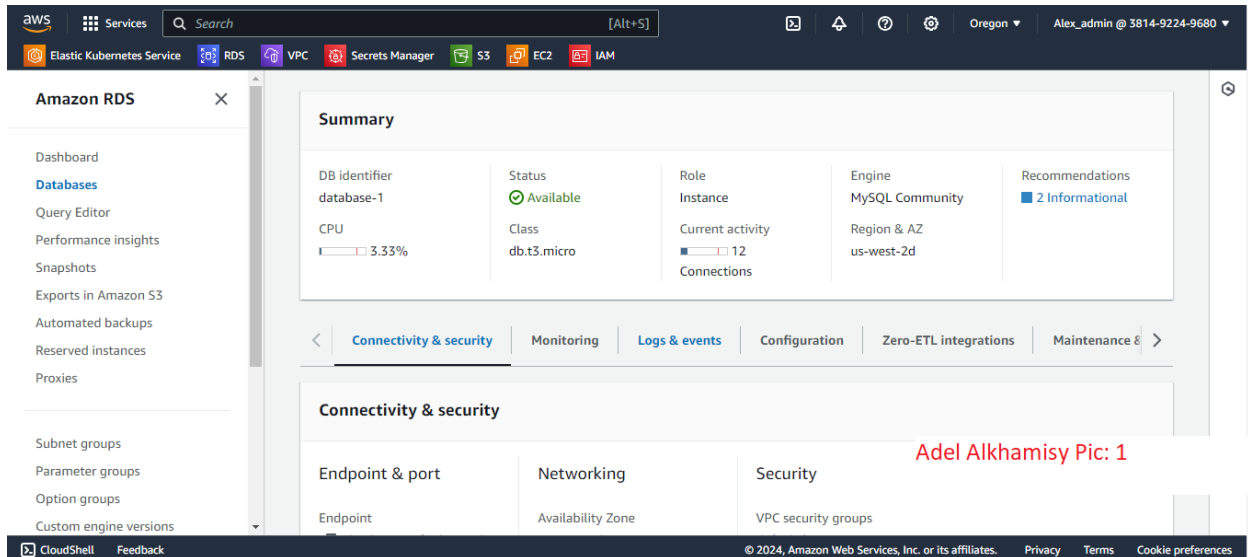 aws Services Search [Alt+S] Oregon ▼ Alex_admin @ 3814-9224-9680 ▼
Elastic Kubernetes Service RDS VPC Secrets Manager S3 EC2 IAM
Amazon RDS
Dashboard
Databases
Query Editor
Performance insights
Snapshots
Exports in Amazon S3
Automated backups
Reserved instances
Proxies
Subnet groups
Parameter groups
Option groups
Custom engine versions
Summary
DB identifier
database-1
Status
Available
Role
Instance
Engine
MySQL Community
Recommendations
2 Informational
CPU
3.33%
Class
db.t3.micro
Current activity
12
Connections
Region & AZ
us-west-2d
Connectivity & security Monitoring Logs & events Configuration Zero-ETL integrations Maintenance &
Connectivity & security
Adel Alkhamisy Pic: 1
Endpoint & port
Endpoint
Networking
Availability Zone
Security
VPC security groups
CloudShell Feedback © 2024, Amazon Web Services, Inc. or its affiliates. Privacy Terms Cookie preferences